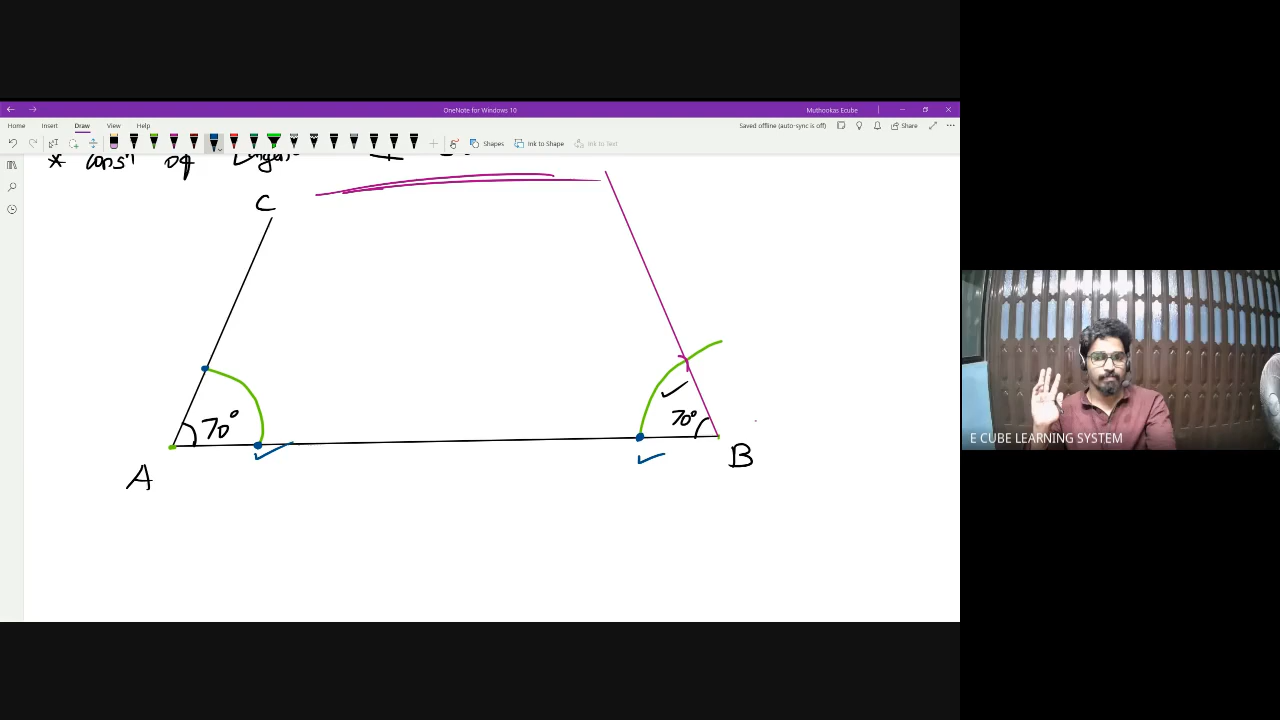 OneNote for Windows 10
Muthookas Ecube
Home Insert Draw View Help
Saved offline (auto-sync is off)
Share
Shapes
Ink to Shape
Ink to Text
of
C
70°
70°
A
B
E CUBE LEARNING SYSTEM